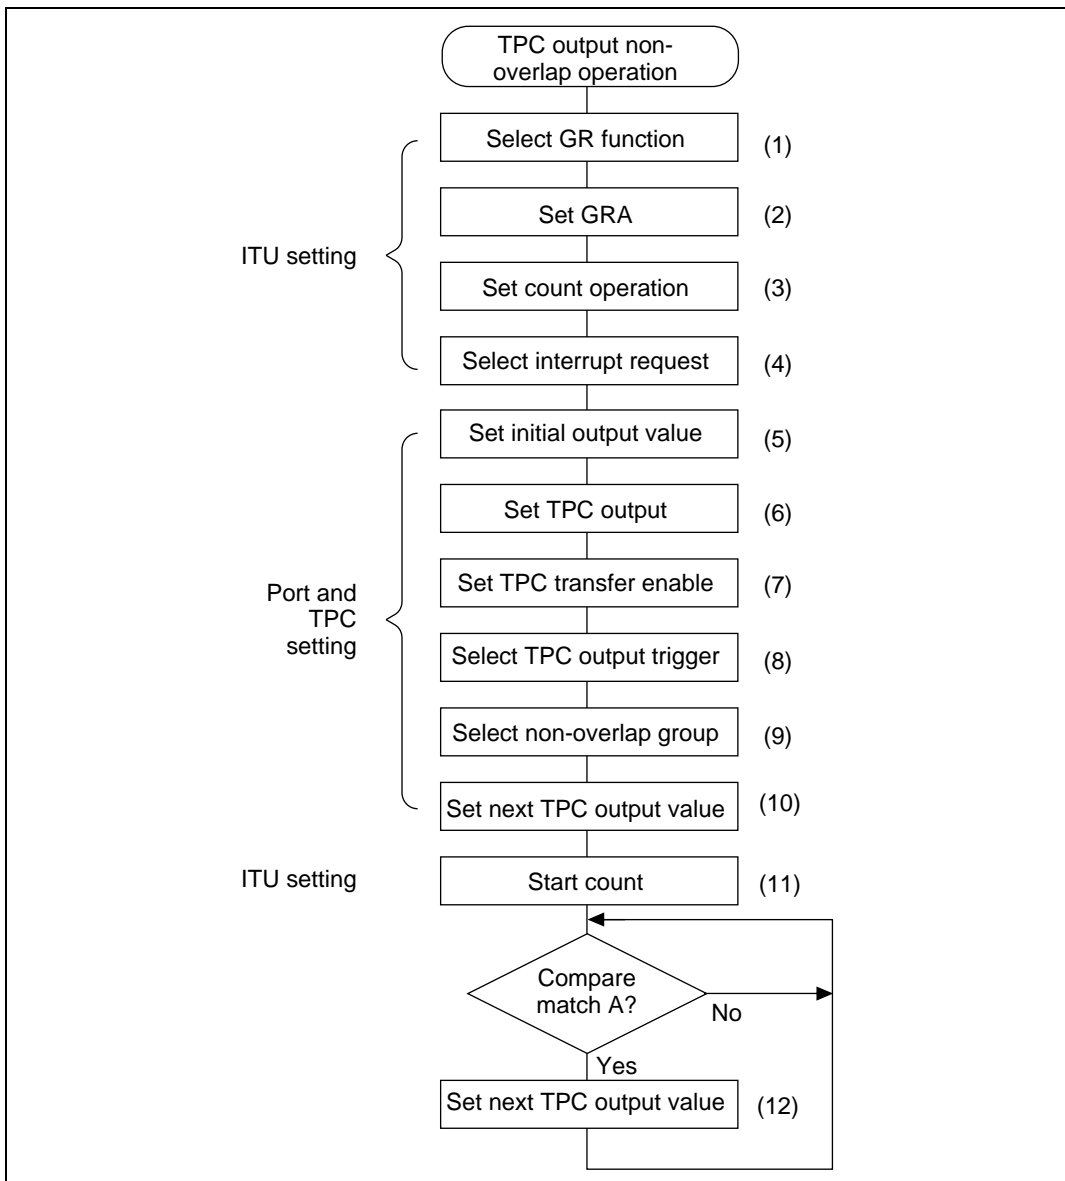 TPC output non-
overlap operation
Select GR function
(1)
Set GRA
(2)
ITU setting
Set count operation
(3)
Select interrupt request
(4)
Set initial output value
(5)
Set TPC output
(6)
Port and
TPC
setting
Set TPC transfer enable
(7)
Select TPC output trigger
(8)
Select non-overlap group
(9)
Set next TPC output value
(10)
ITU setting
Start count
(11)
Compare
match A?
No
Yes
Set next TPC output value
(12)